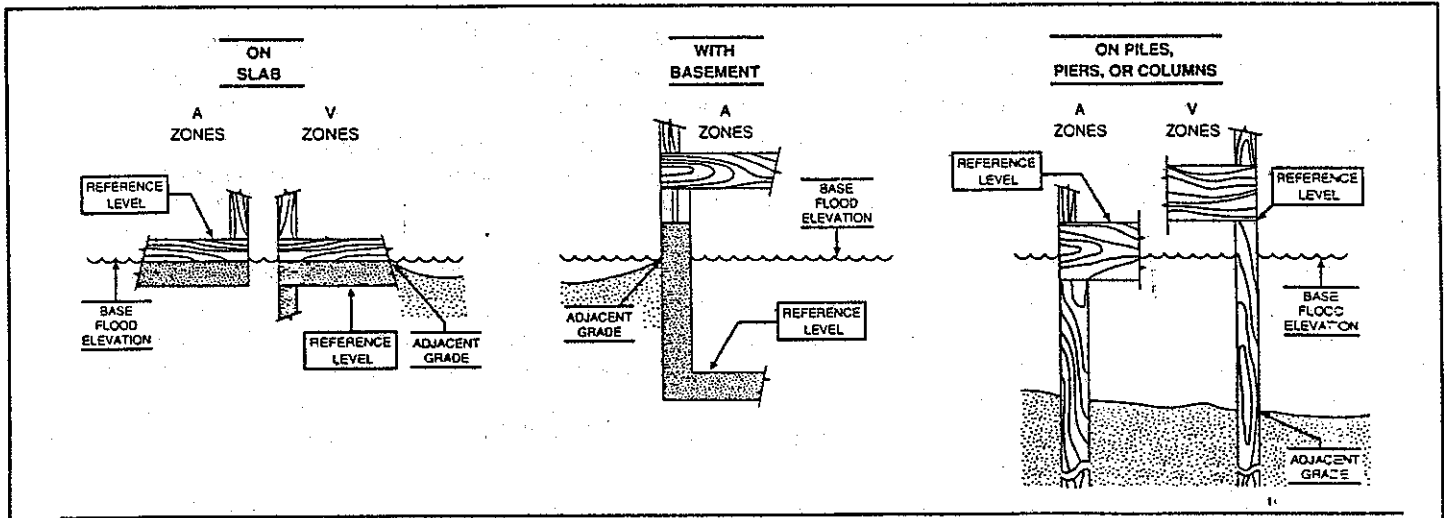 ON
SLAB
A
ZONES
V
ZONES
REFERENCE
LEVEL
BASE
FLOOD
ELEVATION
REFERENCE
LEVEL
ADJACENT
GRADE
WITH
BASEMENT
A
ZONES
BASE
FLOOD
ELEVATION
ADJACENT
GRADE
REFERENCE
LEVEL
ON PILES,
PIERS, OR COLUMNS
A
ZONES
V
ZONES
REFERENCE
LEVEL
REFERENCE
LEVEL
BASE
FLOOD
ELEVATION
ADJACENT
GRADE